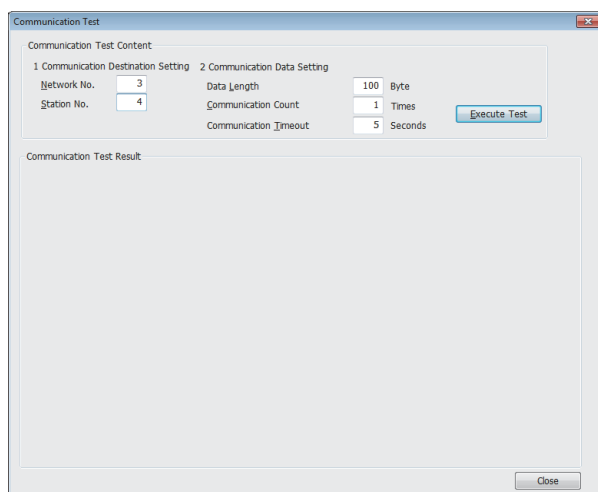 Communication Test
Communication Test Content
1 Communication Destination Setting
2 Communication Data Setting
Network No. 3
Data Length 100 Byte
Station No. 4
Communication Count 1 Times
Execute Test
Communication Timeout 5 Seconds
Communication Test Result
Close